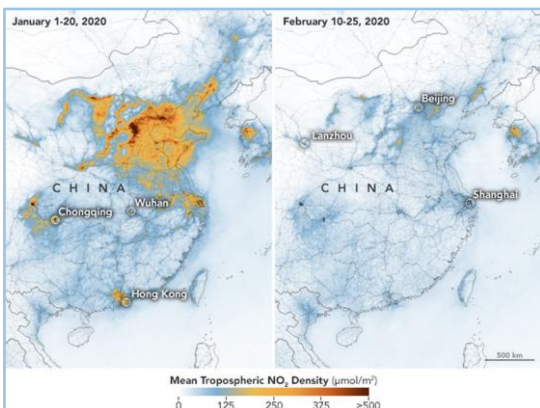 January 1-20, 2020
February 10-25, 2020
Beijing
Lanzhou
CHINA
CHINA
Wuhan
Chongqing
Shanghai
Hong Kong
500 km
Mean Tropospheric NO₂ Density (μmol/m²)
0 125 250 375 ≥500